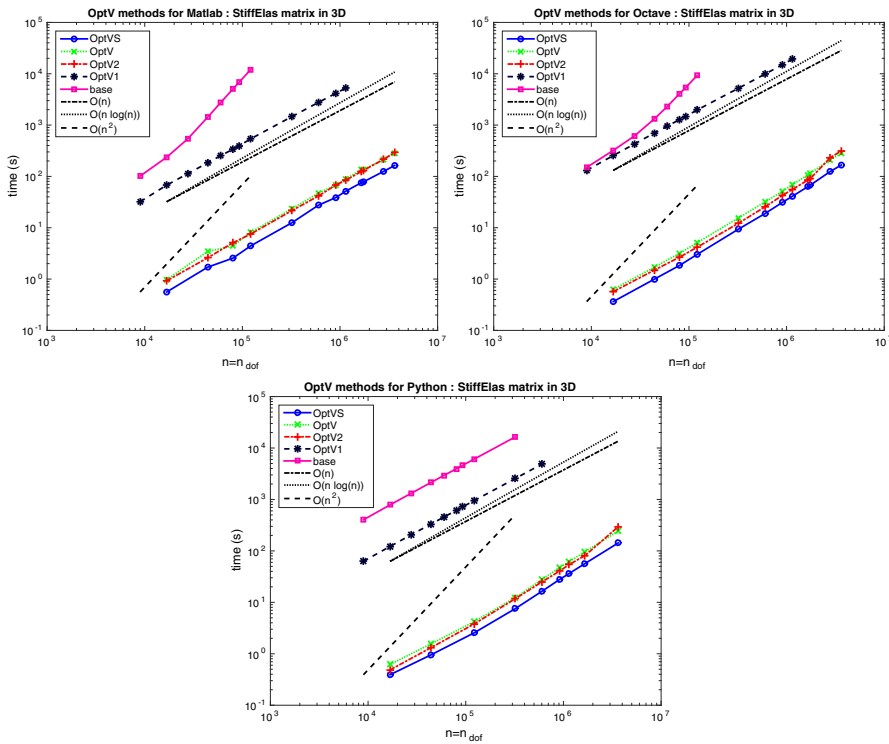 OptV methods for Matlab : StiffElas matrix in 3D
OptVS
OptV
OptV2
OptV1
base
O(n)
O(n log(n))
O(n^2)
time (s)
10^5
10^4
10^3
10^2
10^1
10^0
10^-1
10^3
10^4
10^5
10^6
10^7
n=n_dof
OptV methods for Octave : StiffElas matrix in 3D
OptVS
OptV
OptV2
OptV1
base
O(n)
O(n log(n))
O(n^2)
time (s)
10^5
10^4
10^3
10^2
10^1
10^0
10^-1
10^3
10^4
10^5
10^6
10^7
n=n_dof
OptV methods for Python : StiffElas matrix in 3D
OptVS
OptV
OptV2
OptV1
base
O(n)
O(n log(n))
O(n^2)
time (s)
10^5
10^4
10^3
10^2
10^1
10^0
10^-1
10^3
10^4
10^5
10^6
10^7
n=n_dof